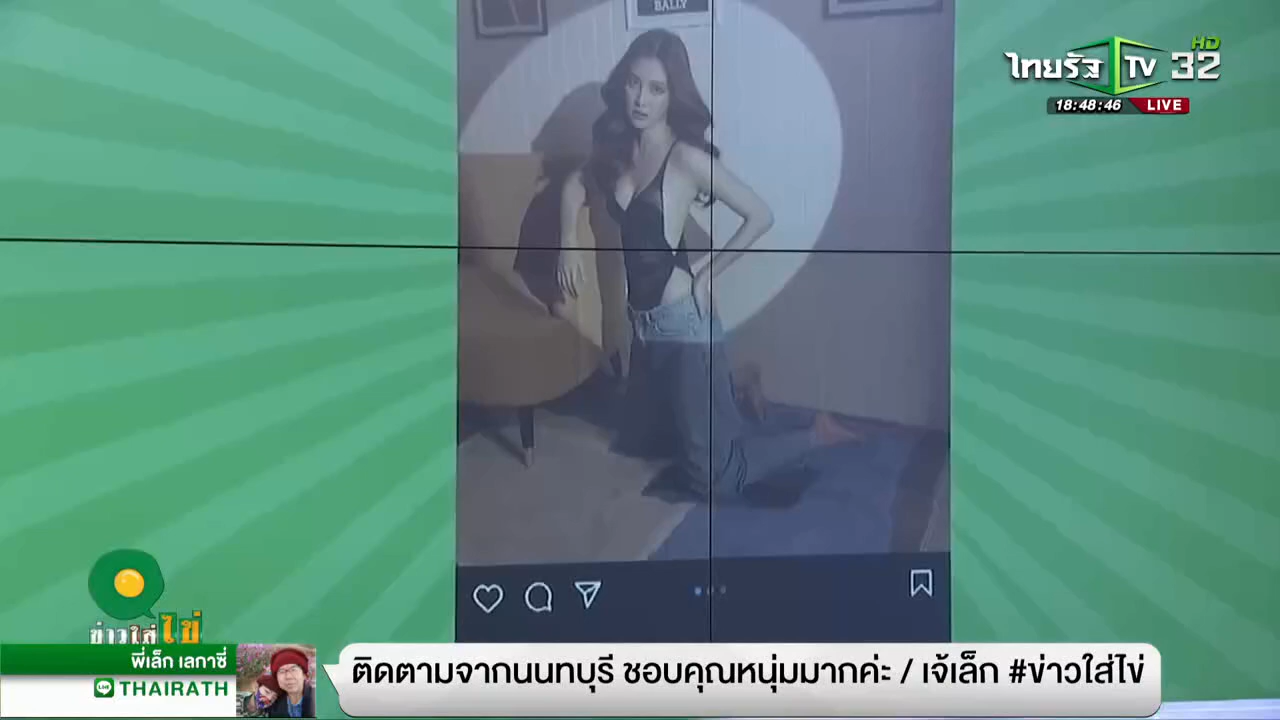 BALLY
ไทยรัฐ TV HD 32
18:48:46 LIVE
ข่าวใส่ไข่
พี่เล็ก เลกาซี่
LINE THAIRATH
ติดตามจากนนทบุรี ชอบคุณหนุ่มมากค่ะ / เจ้เล็ก #ข่าวใส่ไข่